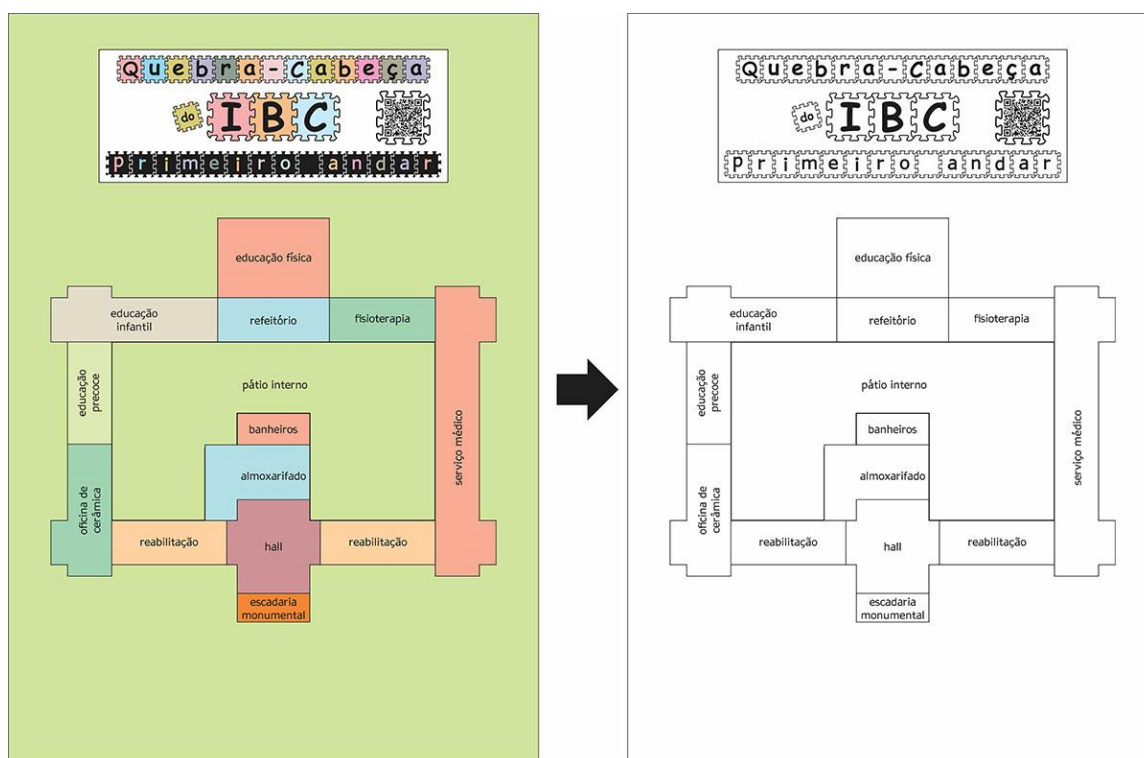 Quebra-Cabeça
do IBC
primeiro andar
educação física
educação
infantil
refeitório
fisioterapia
educação
precoce
pátio interno
banheiros
almoxarifado
serviço médico
oficina de
cerâmica
reabilitação
hall
reabilitação
escadaria
monumental
Quebra-Cabeça
do IBC
primeiro andar
educação física
educação
infantil
refeitório
fisioterapia
educação
precoce
pátio interno
banheiros
almoxarifado
serviço médico
oficina de
cerâmica
reabilitação
hall
reabilitação
escadaria
monumental